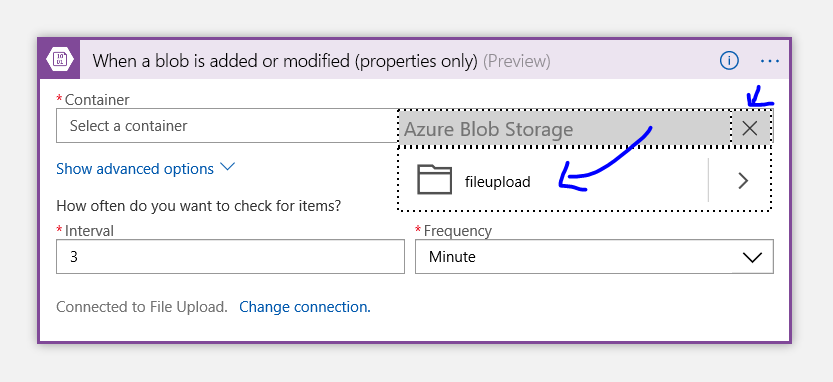 When a blob is added or modified (properties only) (Preview)
* Container
Select a container
Azure Blob Storage
Show advanced options
fileupload
How often do you want to check for items?
* Interval
* Frequency
3
Minute
Connected to File Upload. Change connection.